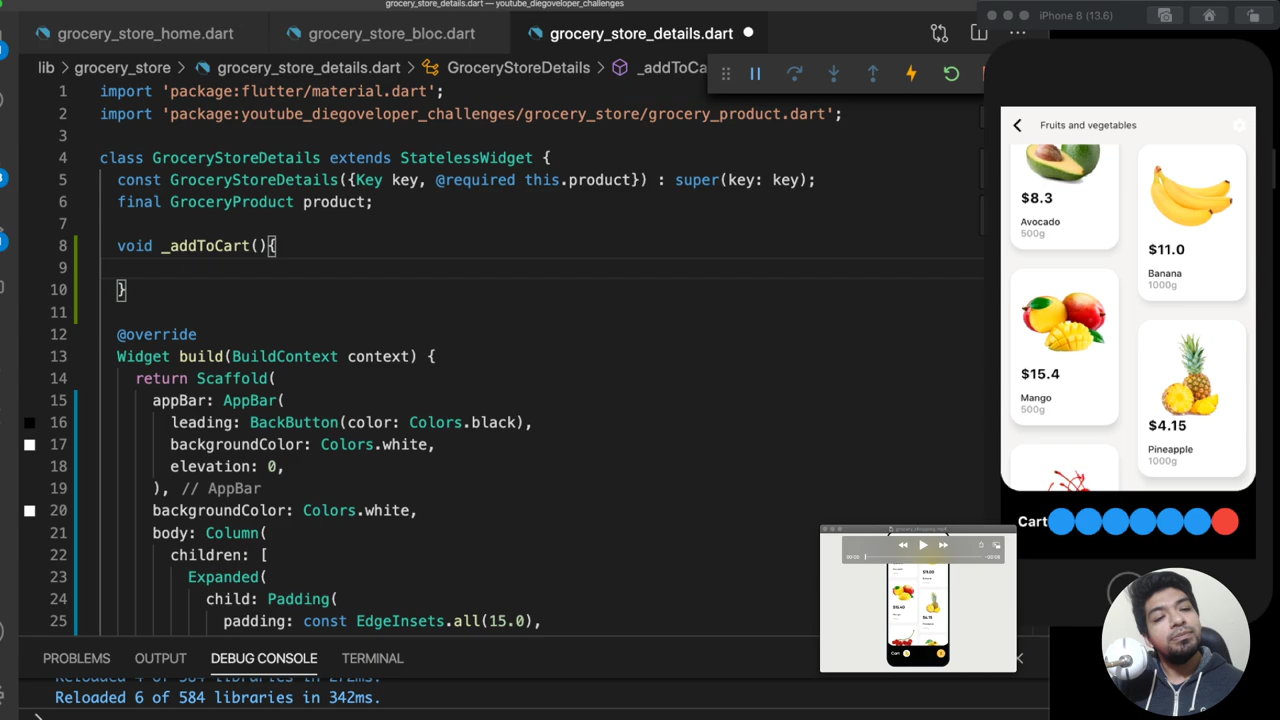 grocery_store_details.dart — youtube_diegoveloper_challenges
iPhone 8 (13.6)
grocery_store_home.dart
grocery_store_bloc.dart
grocery_store_details.dart
lib > grocery_store > grocery_store_details.dart > GroceryStoreDetails > _addToCa
1 import 'package:flutter/material.dart';
2 import 'package:youtube_diegoveloper_challenges/grocery_store/grocery_product.dart';
3
4 class GroceryStoreDetails extends StatelessWidget {
5 const GroceryStoreDetails({Key key, @required this.product}) : super(key: key);
6 final GroceryProduct product;
7
8 void _addToCart(){
9
10 }
11
12 @override
13 Widget build(BuildContext context) {
14 return Scaffold(
15 appBar: AppBar(
16 leading: BackButton(color: Colors.black),
17 backgroundColor: Colors.white,
18 elevation: 0,
19 ), // AppBar
20 backgroundColor: Colors.white,
21 body: Column(
22 children: [
23 Expanded(
24 child: Padding(
25 padding: const EdgeInsets.all(15.0),
PROBLEMS OUTPUT DEBUG CONSOLE TERMINAL
Reloaded 6 of 584 libraries in 342ms.
Fruits and vegetables
$8.3
Avocado
500g
$11.0
Banana
1000g
$15.4
Mango
500g
$4.15
Pineapple
1000g
Cart
00:00
Cart